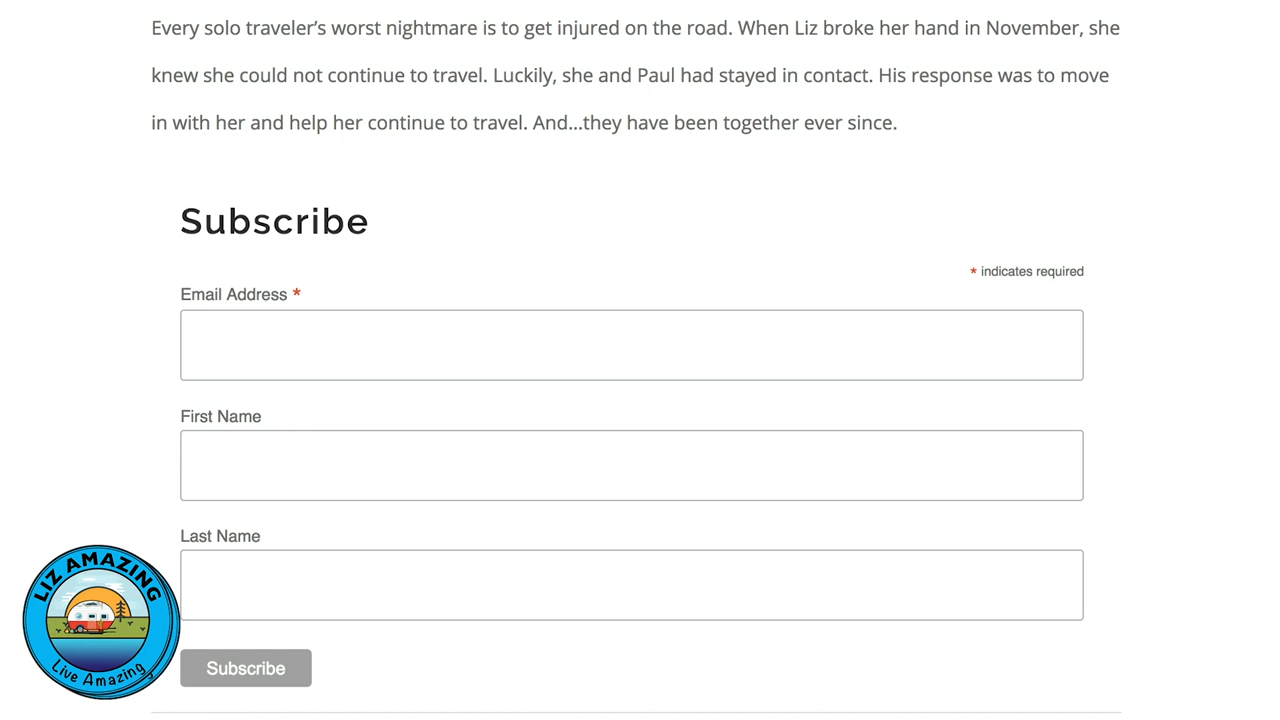 Every solo traveler’s worst nightmare is to get injured on the road. When Liz broke her hand in November, she
knew she could not continue to travel. Luckily, she and Paul had stayed in contact. His response was to move
in with her and help her continue to travel. And...they have been together ever since.
Subscribe
* indicates required
Email Address *
First Name
Last Name
LIZ AMAZING
Live Amazing
Subscribe